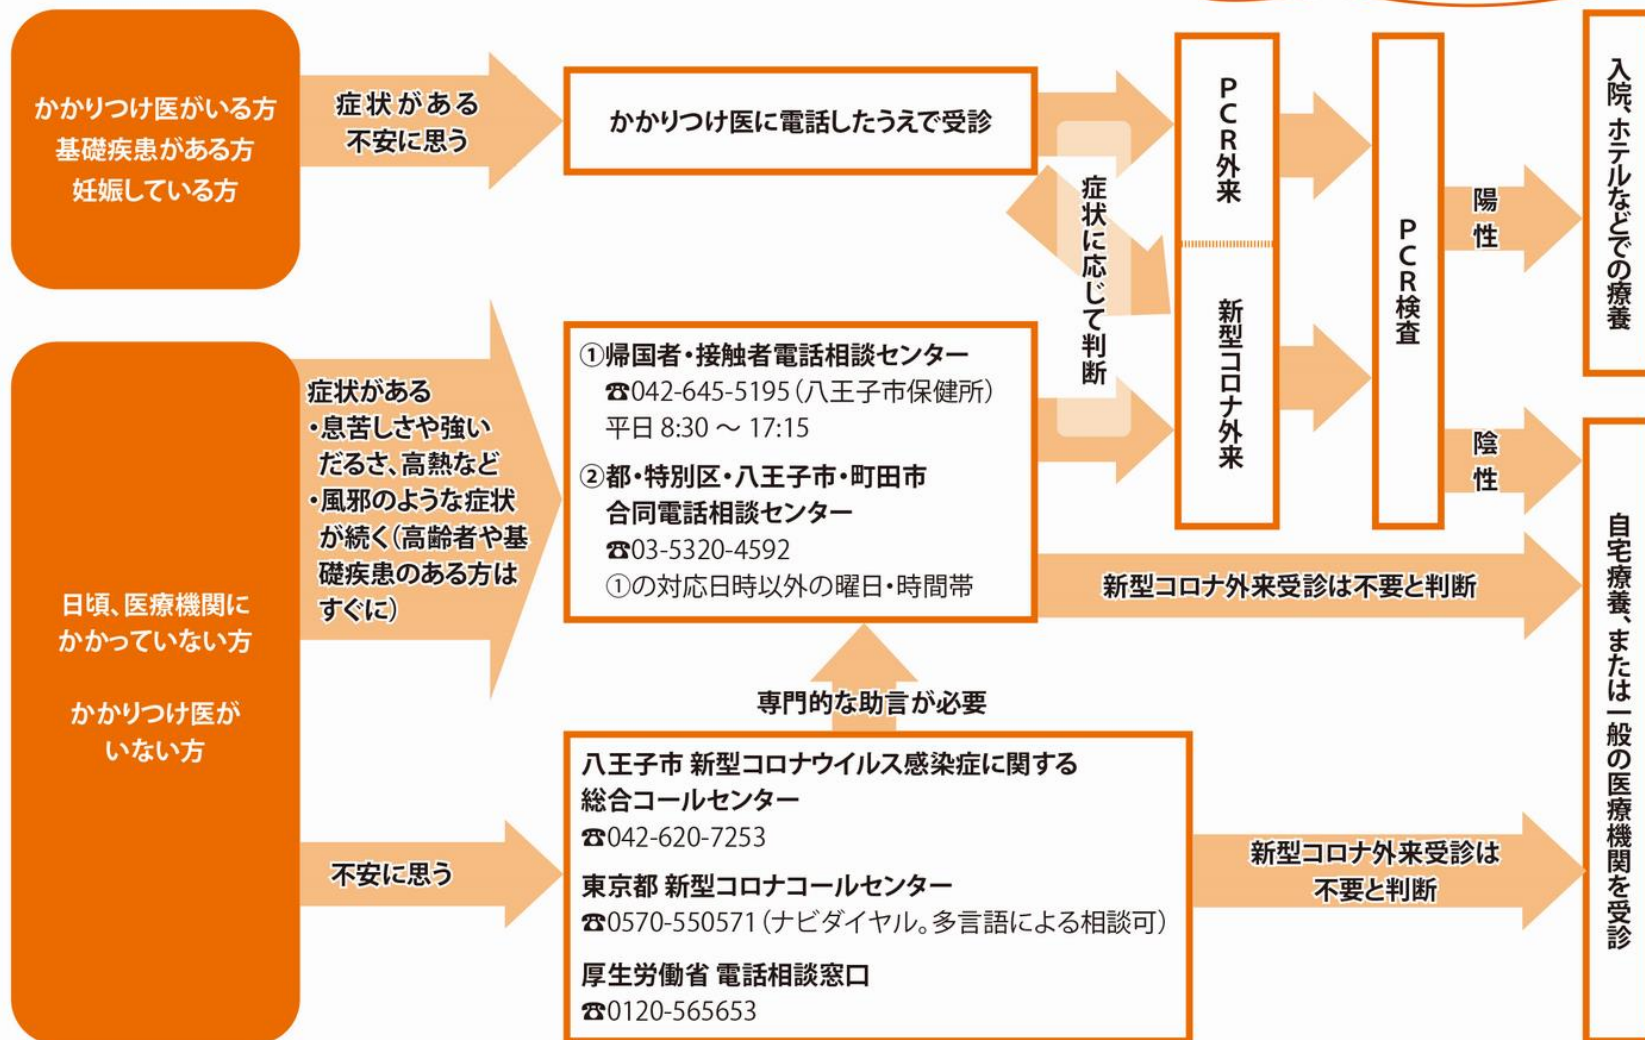 かかりつけ医がいる方
基礎疾患がある方
妊娠している方
症状がある
不安に思う
かかりつけ医に電話したうえで受診
症状に応じて判断
PCR外来
新型コロナ外来
PCR検査
陽性
入院、ホテルなどでの療養
陰性
自宅療養、または一般の医療機関を受診
日頃、医療機関に
かかっていない方
かかりつけ医が
いない方
症状がある
・息苦しさや強い
だるさ、高熱など
・風邪のような症状
が続く(高齢者や基
礎疾患のある方は
すぐに)
①帰国者・接触者電話相談センター
☎042-645-5195(八王子市保健所)
平日 8:30 ～ 17:15
②都・特別区・八王子市・町田市
合同電話相談センター
☎03-5320-4592
①の対応日時以外の曜日・時間帯
新型コロナ外来受診は不要と判断
専門的な助言が必要
不安に思う
八王子市 新型コロナウイルス感染症に関する
総合コールセンター
☎042-620-7253
東京都 新型コロナコールセンター
☎0570-550571(ナビダイヤル。多言語による相談可)
厚生労働省 電話相談窓口
☎0120-565653
新型コロナ外来受診は
不要と判断